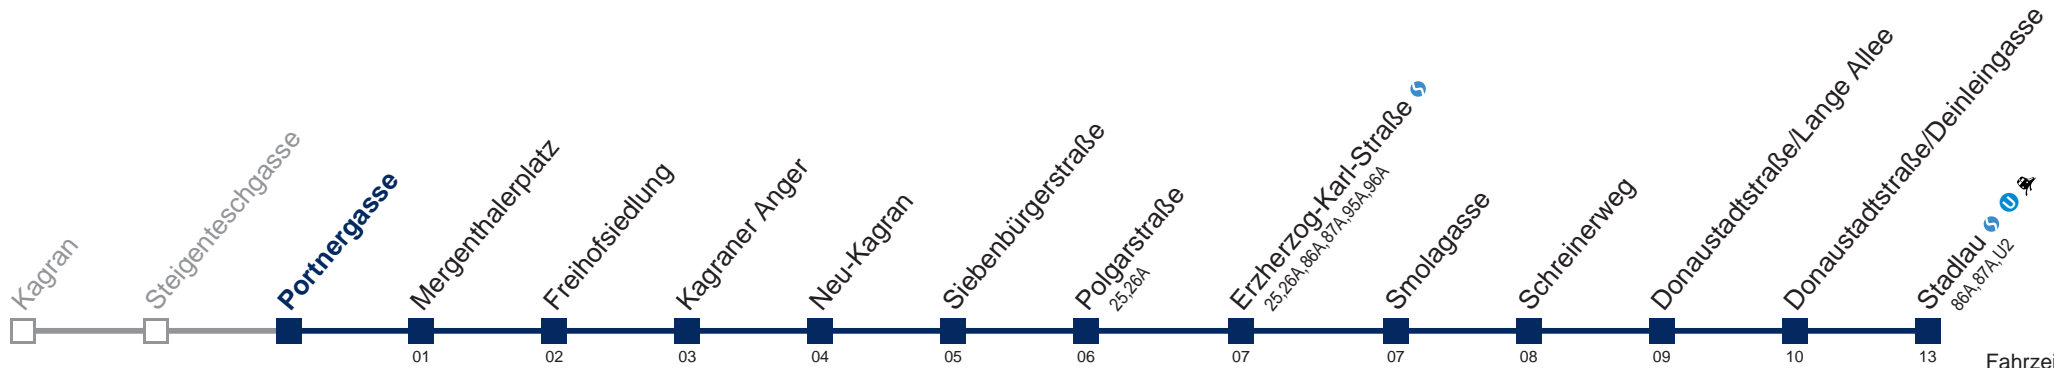 Kagran
Steigenteschgasse
Portnergasse
Mergenthalerplatz
01
Freihofsiedlung
02
Kagraner Anger
03
Neu-Kagran
04
Siebenbürgerstraße
05
Polgarstraße
25,26A
06
Erzherzog-Karl-Straße
25,26A,86A,87A,95A,96A
07
Smolagasse
07
Schreinerweg
08
Donaustadtstraße/Lange Allee
09
Donaustadtstraße/Deinleingasse
10
Stadlau U
86A,87A,U2
13
Fahrzei